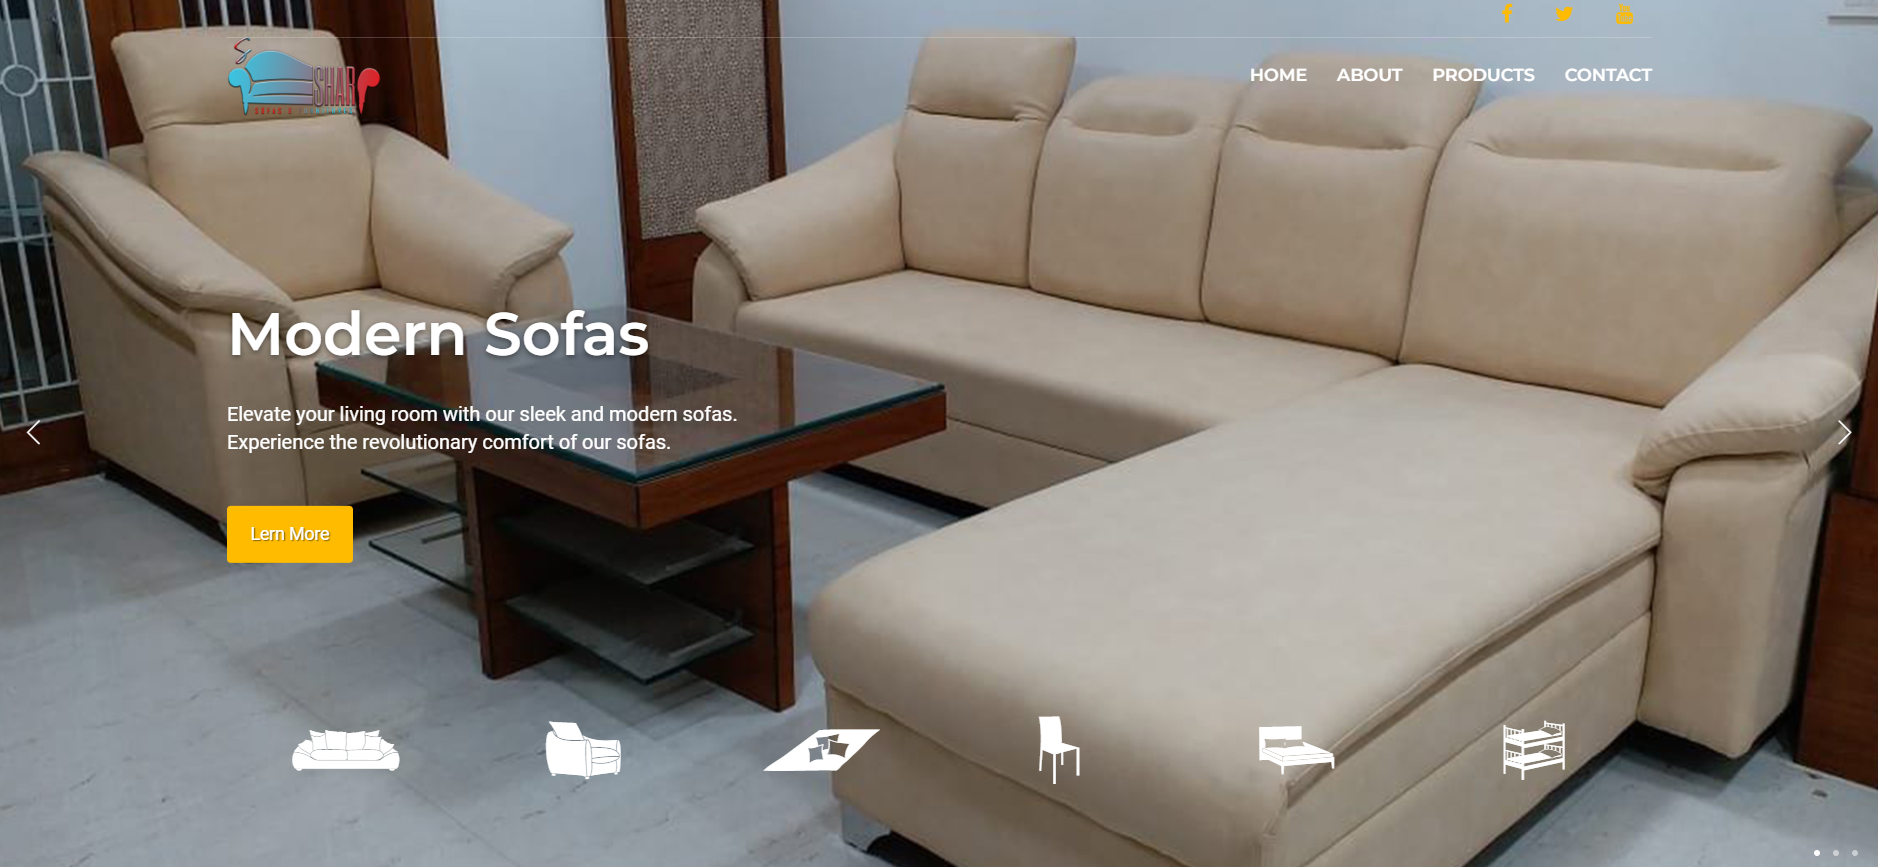 SHAR
HOME ABOUT PRODUCTS CONTACT
Modern Sofas
Elevate your living room with our sleek and modern sofas.
Experience the revolutionary comfort of our sofas.
Lern More